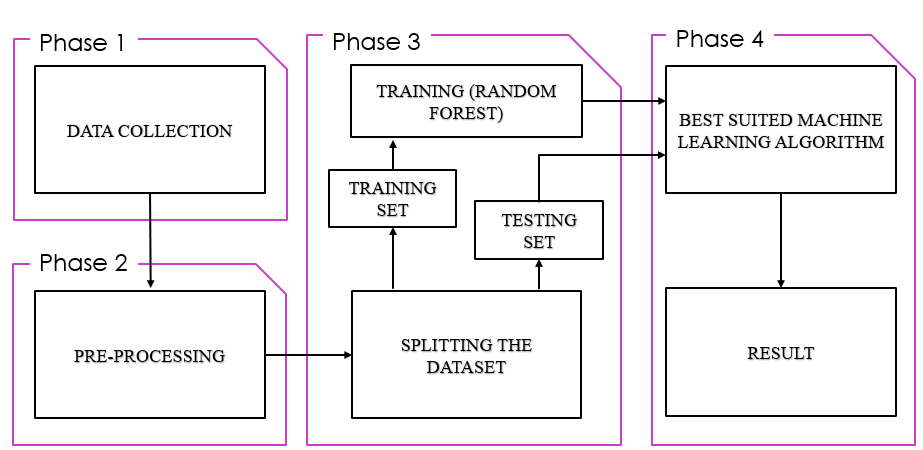 Phase 1
DATA COLLECTION
Phase 2
PRE-PROCESSING
Phase 3
TRAINING (RANDOM
FOREST)
TRAINING
SET
TESTING
SET
SPLITTING THE
DATASET
Phase 4
BEST SUITED MACHINE
LEARNING ALGORITHM
RESULT